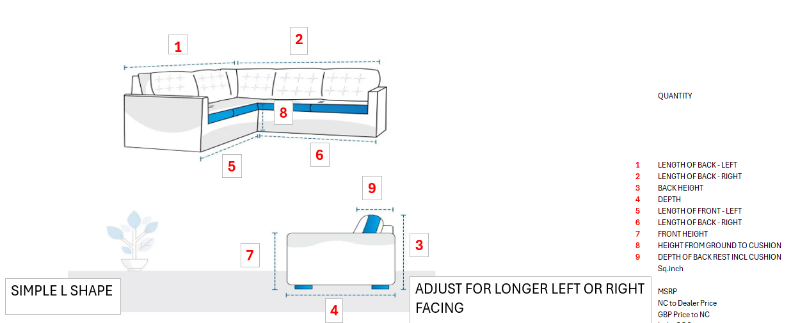 1
2
QUANTITY
8
6
5
9
1 LENGTH OF BACK - LEFT
2 LENGTH OF BACK - RIGHT
3 BACK HEIGHT
4 DEPTH
5 LENGTH OF FRONT - LEFT
6 LENGTH OF BACK - RIGHT
7 FRONT HEIGHT
8 HEIGHT FROM GROUND TO CUSHION
9 DEPTH OF BACK REST INCL CUSHION
Sq.inch
3
7
4
SIMPLE L SHAPE
ADJUST FOR LONGER LEFT OR RIGHT
FACING
MSRP
NC to Dealer Price
GBP Price to NC